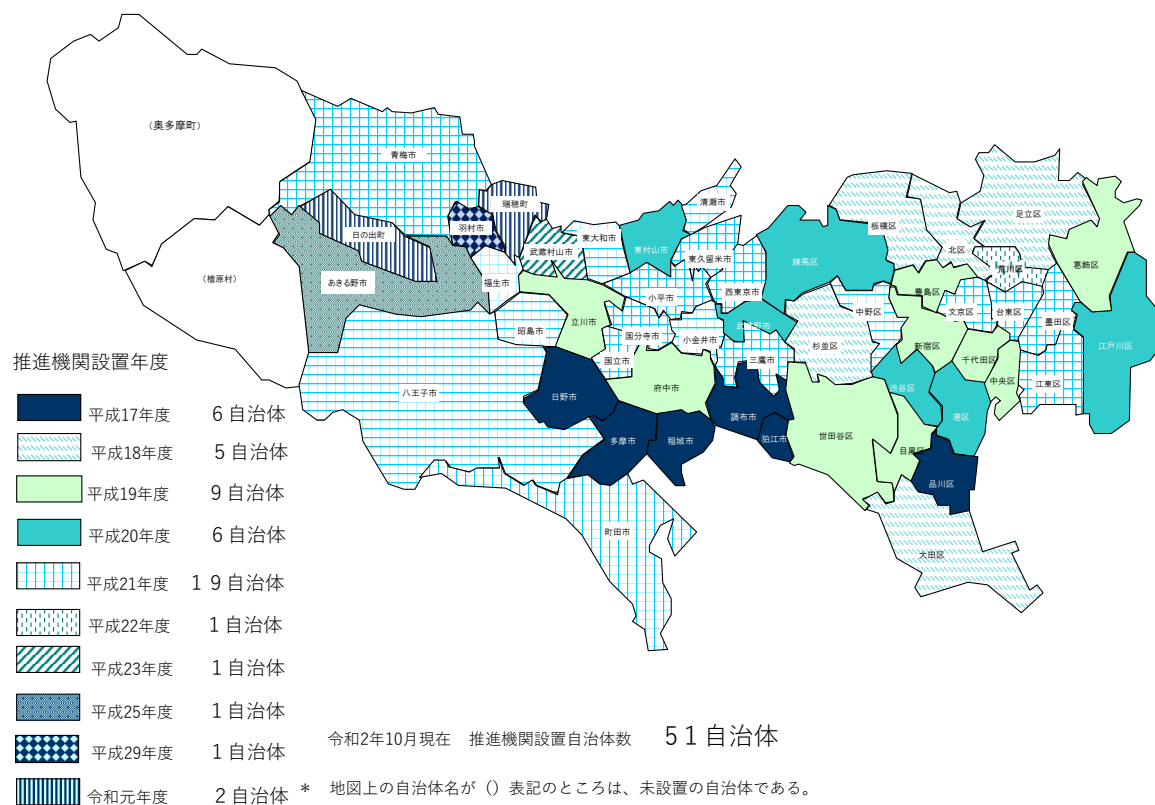 （奥多摩町）
青梅市
瑞穂町
清瀬市
足立区
板橋区
北区
羽村市
日の出町
武蔵村山市
東大和市
東村山市
東久留米市
練馬区
荒川区
葛飾区
（檜原村）
あきる野市
福生市
小平市
西東京市
豊島区
文京区
台東区
墨田区
昭島市
立川市
国分寺市
小金井市
武蔵野市
中野区
杉並区
新宿区
江戸川区
国立市
三鷹市
千代田区
中央区
江東区
八王子市
日野市
府中市
調布市
世田谷区
渋谷区
港区
多摩市
稲城市
狛江市
目黒区
品川区
町田市
大田区
推進機関設置年度
平成17年度 6自治体
平成18年度 5自治体
平成19年度 9自治体
平成20年度 6自治体
平成21年度 １９自治体
平成22年度 1自治体
平成23年度 1自治体
平成25年度 1自治体
平成29年度 1自治体
令和元年度 2自治体
令和2年10月現在　推進機関設置自治体数　５１自治体
＊　地図上の自治体名が（）表記のところは、未設置の自治体である。